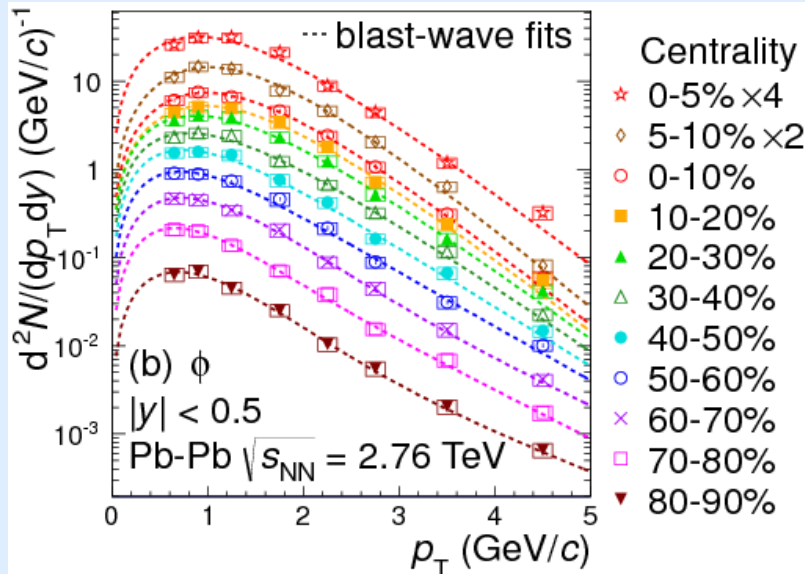 d²N/(dp_T dy) (GeV/c)⁻¹
10
1
10⁻¹
10⁻²
10⁻³
blast-wave fits
(b) ϕ
|y| < 0.5
Pb-Pb √s_NN = 2.76 TeV
0 1 2 3 4 5
p_T (GeV/c)
Centrality
0-5% ×4
5-10% ×2
0-10%
10-20%
20-30%
30-40%
40-50%
50-60%
60-70%
70-80%
80-90%